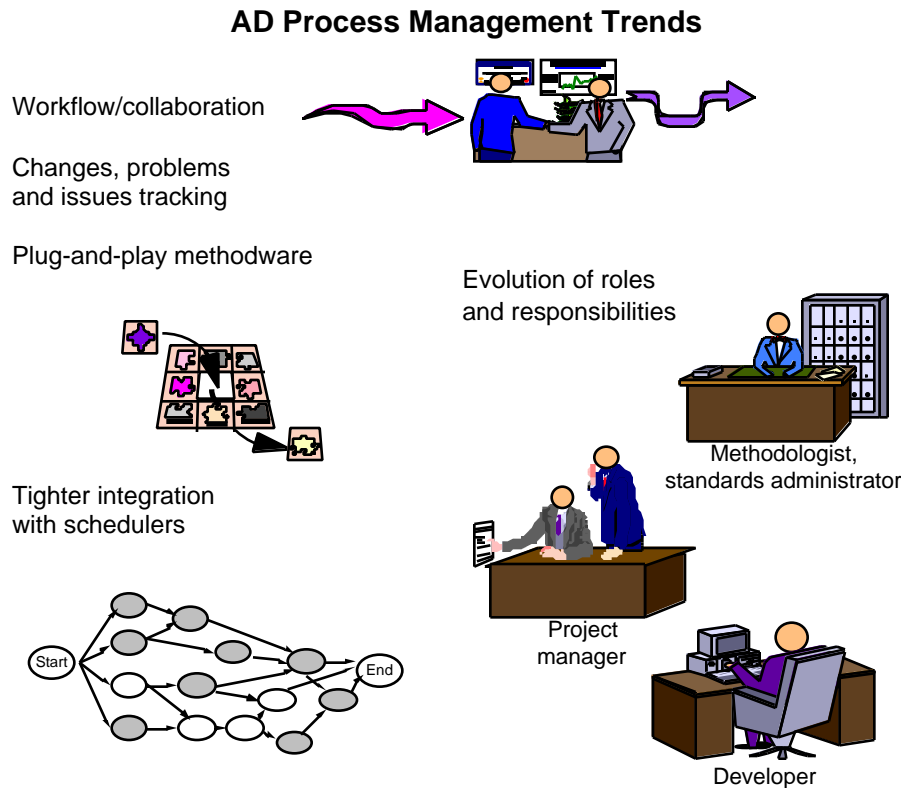 AD Process Management Trends
Workflow/collaboration
Changes, problems
and issues tracking
Plug-and-play methodware
Evolution of roles
and responsibilities
Methodologist,
standards administrator
Tighter integration
with schedulers
Project
manager
Start
End
Developer